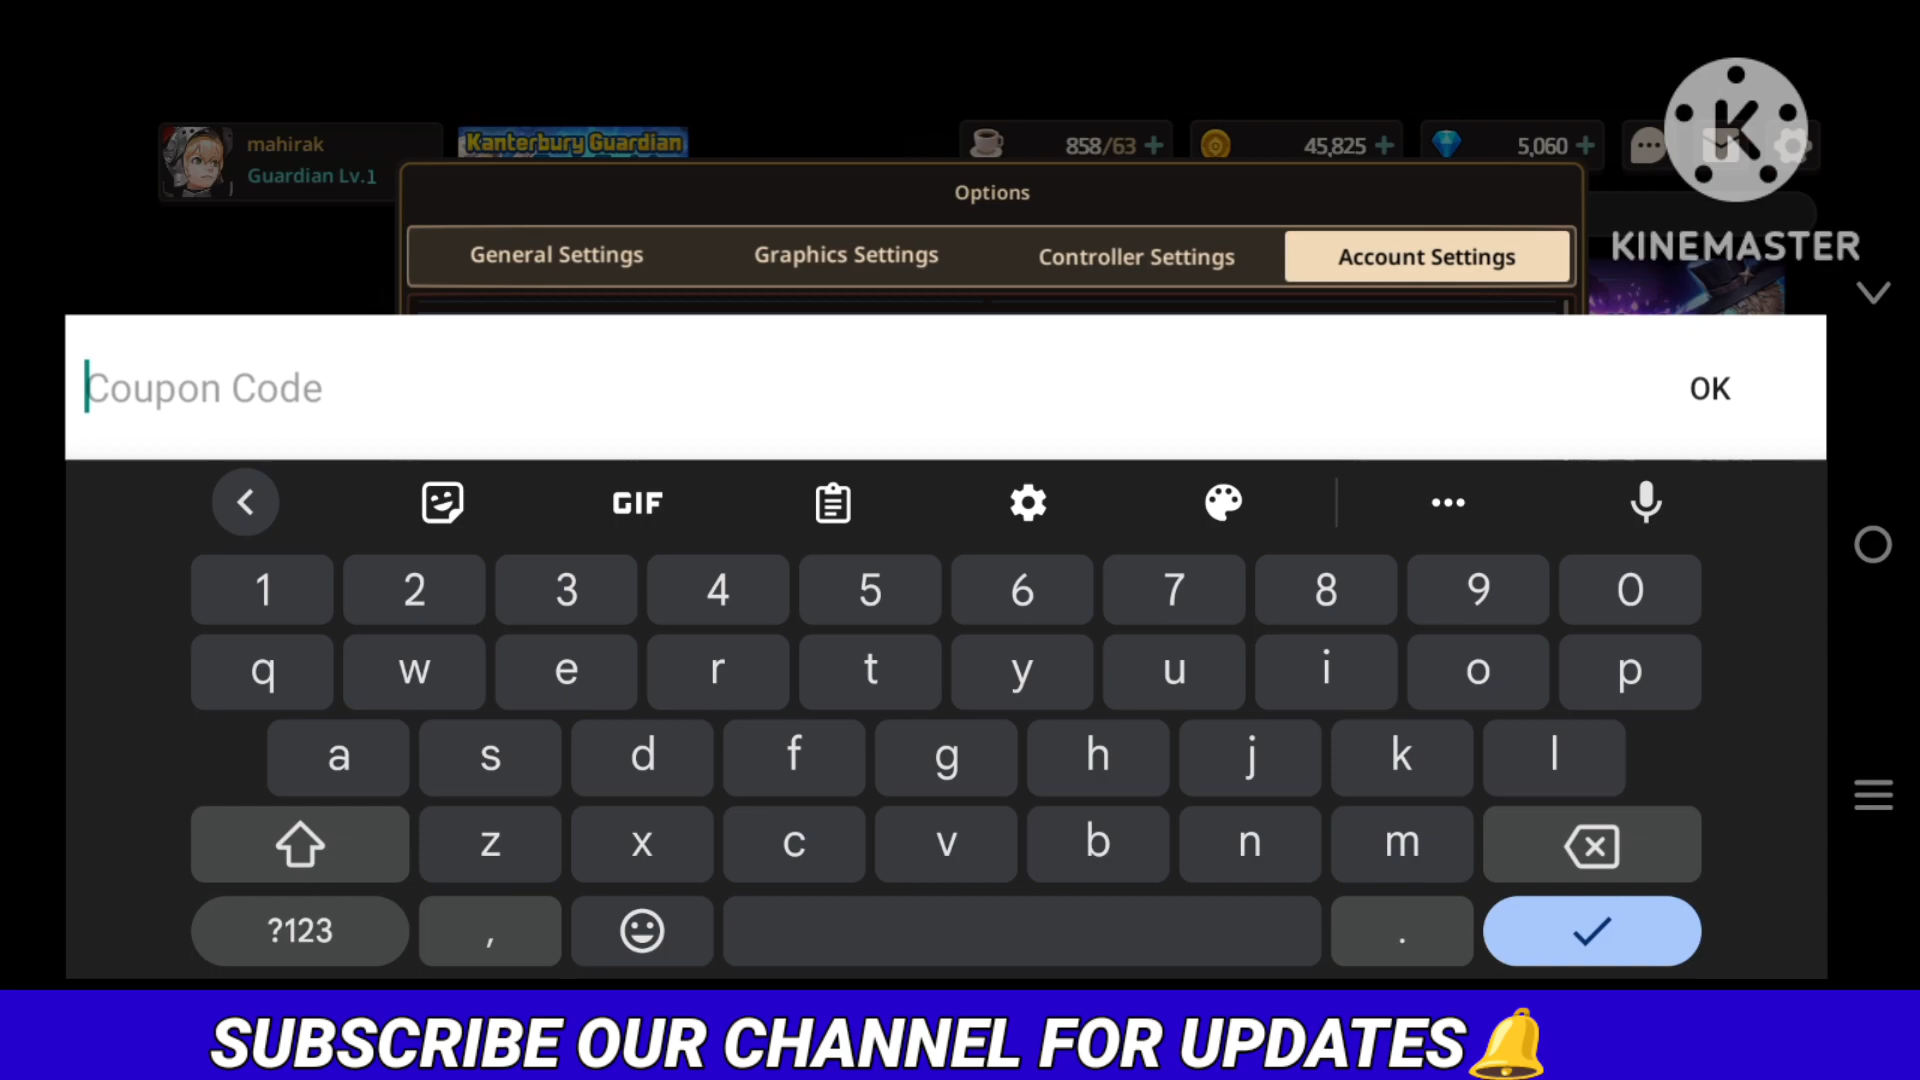 mahirak
Guardian Lv.1
Kanterbury Guardian
858/63 +
45,825 +
5,060 +
K
KINEMASTER
Options
General Settings
Graphics Settings
Controller Settings
Account Settings
Coupon Code
OK
GIF
1 2 3 4 5 6 7 8 9 0
q w e r t y u i o p
a s d f g h j k l
z x c v b n m
?123 , .
SUBSCRIBE OUR CHANNEL FOR UPDATES🔔